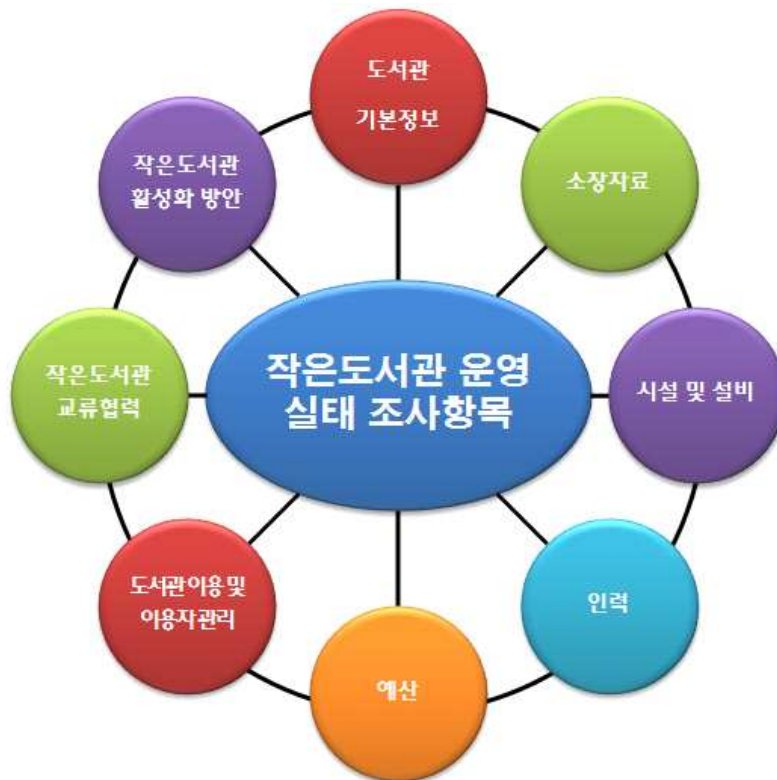 도서관
기본정보
소장자료
시설 및 설비
인력
예산
도서관이용 및
이용자관리
작은도서관
교류협력
작은도서관
활성화 방안
작은도서관 운영
실태 조사항목